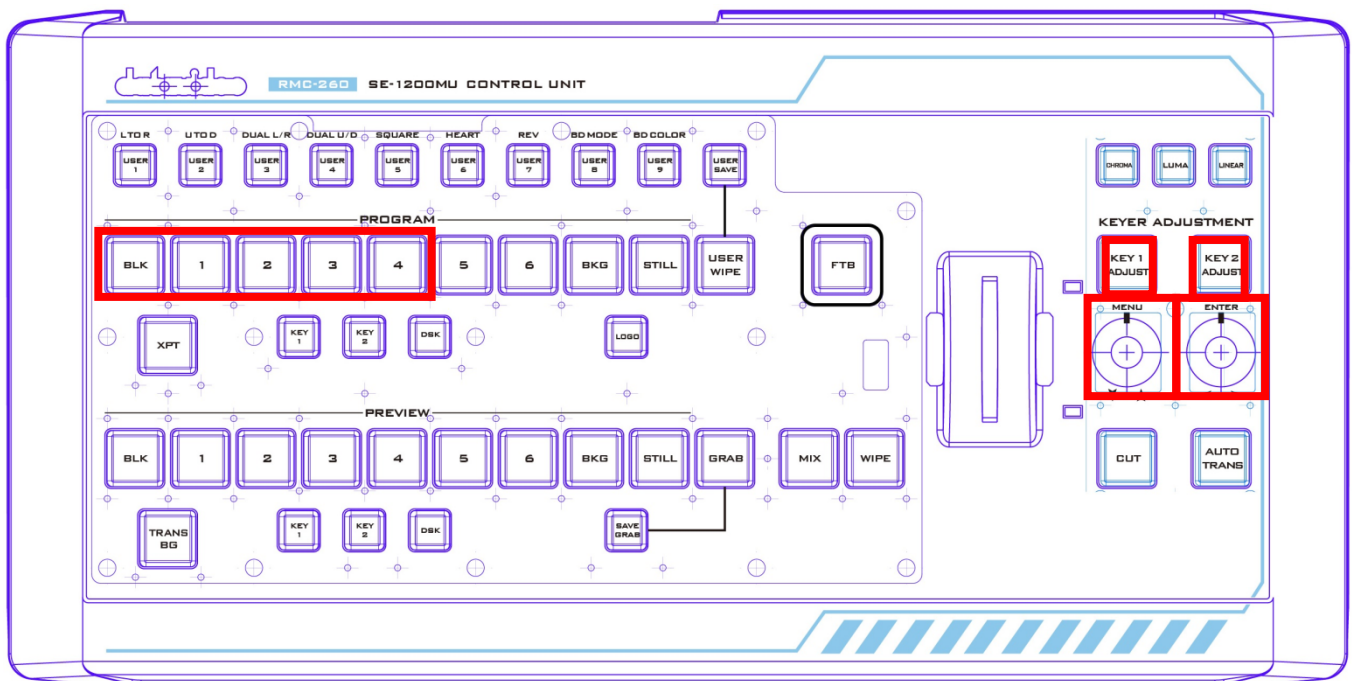 RMC-260 SE-1200MU CONTROL UNIT
L TO R U TO D DUAL L/R DUAL U/D SQUARE HEART REV BD MODE BD COLOR
USER 1 USER 2 USER 3 USER 4 USER 5 USER 6 USER 7 USER 8 USER 9 USER SAVE
CHROMA LUMA LINEAR
PROGRAM
KEYER ADJUSTMENT
BLK 1 2 3 4 5 6 BKG STILL USER WIPE FTB
KEY 1 ADJUST KEY 2 ADJUST
MENU ENTER
XPT KEY 1 KEY 2 DSK LOGO
PREVIEW
BLK 1 2 3 4 5 6 BKG STILL GRAB MIX WIPE CUT AUTO TRANS
TRANS BG KEY 1 KEY 2 DSK SAVE GRAB